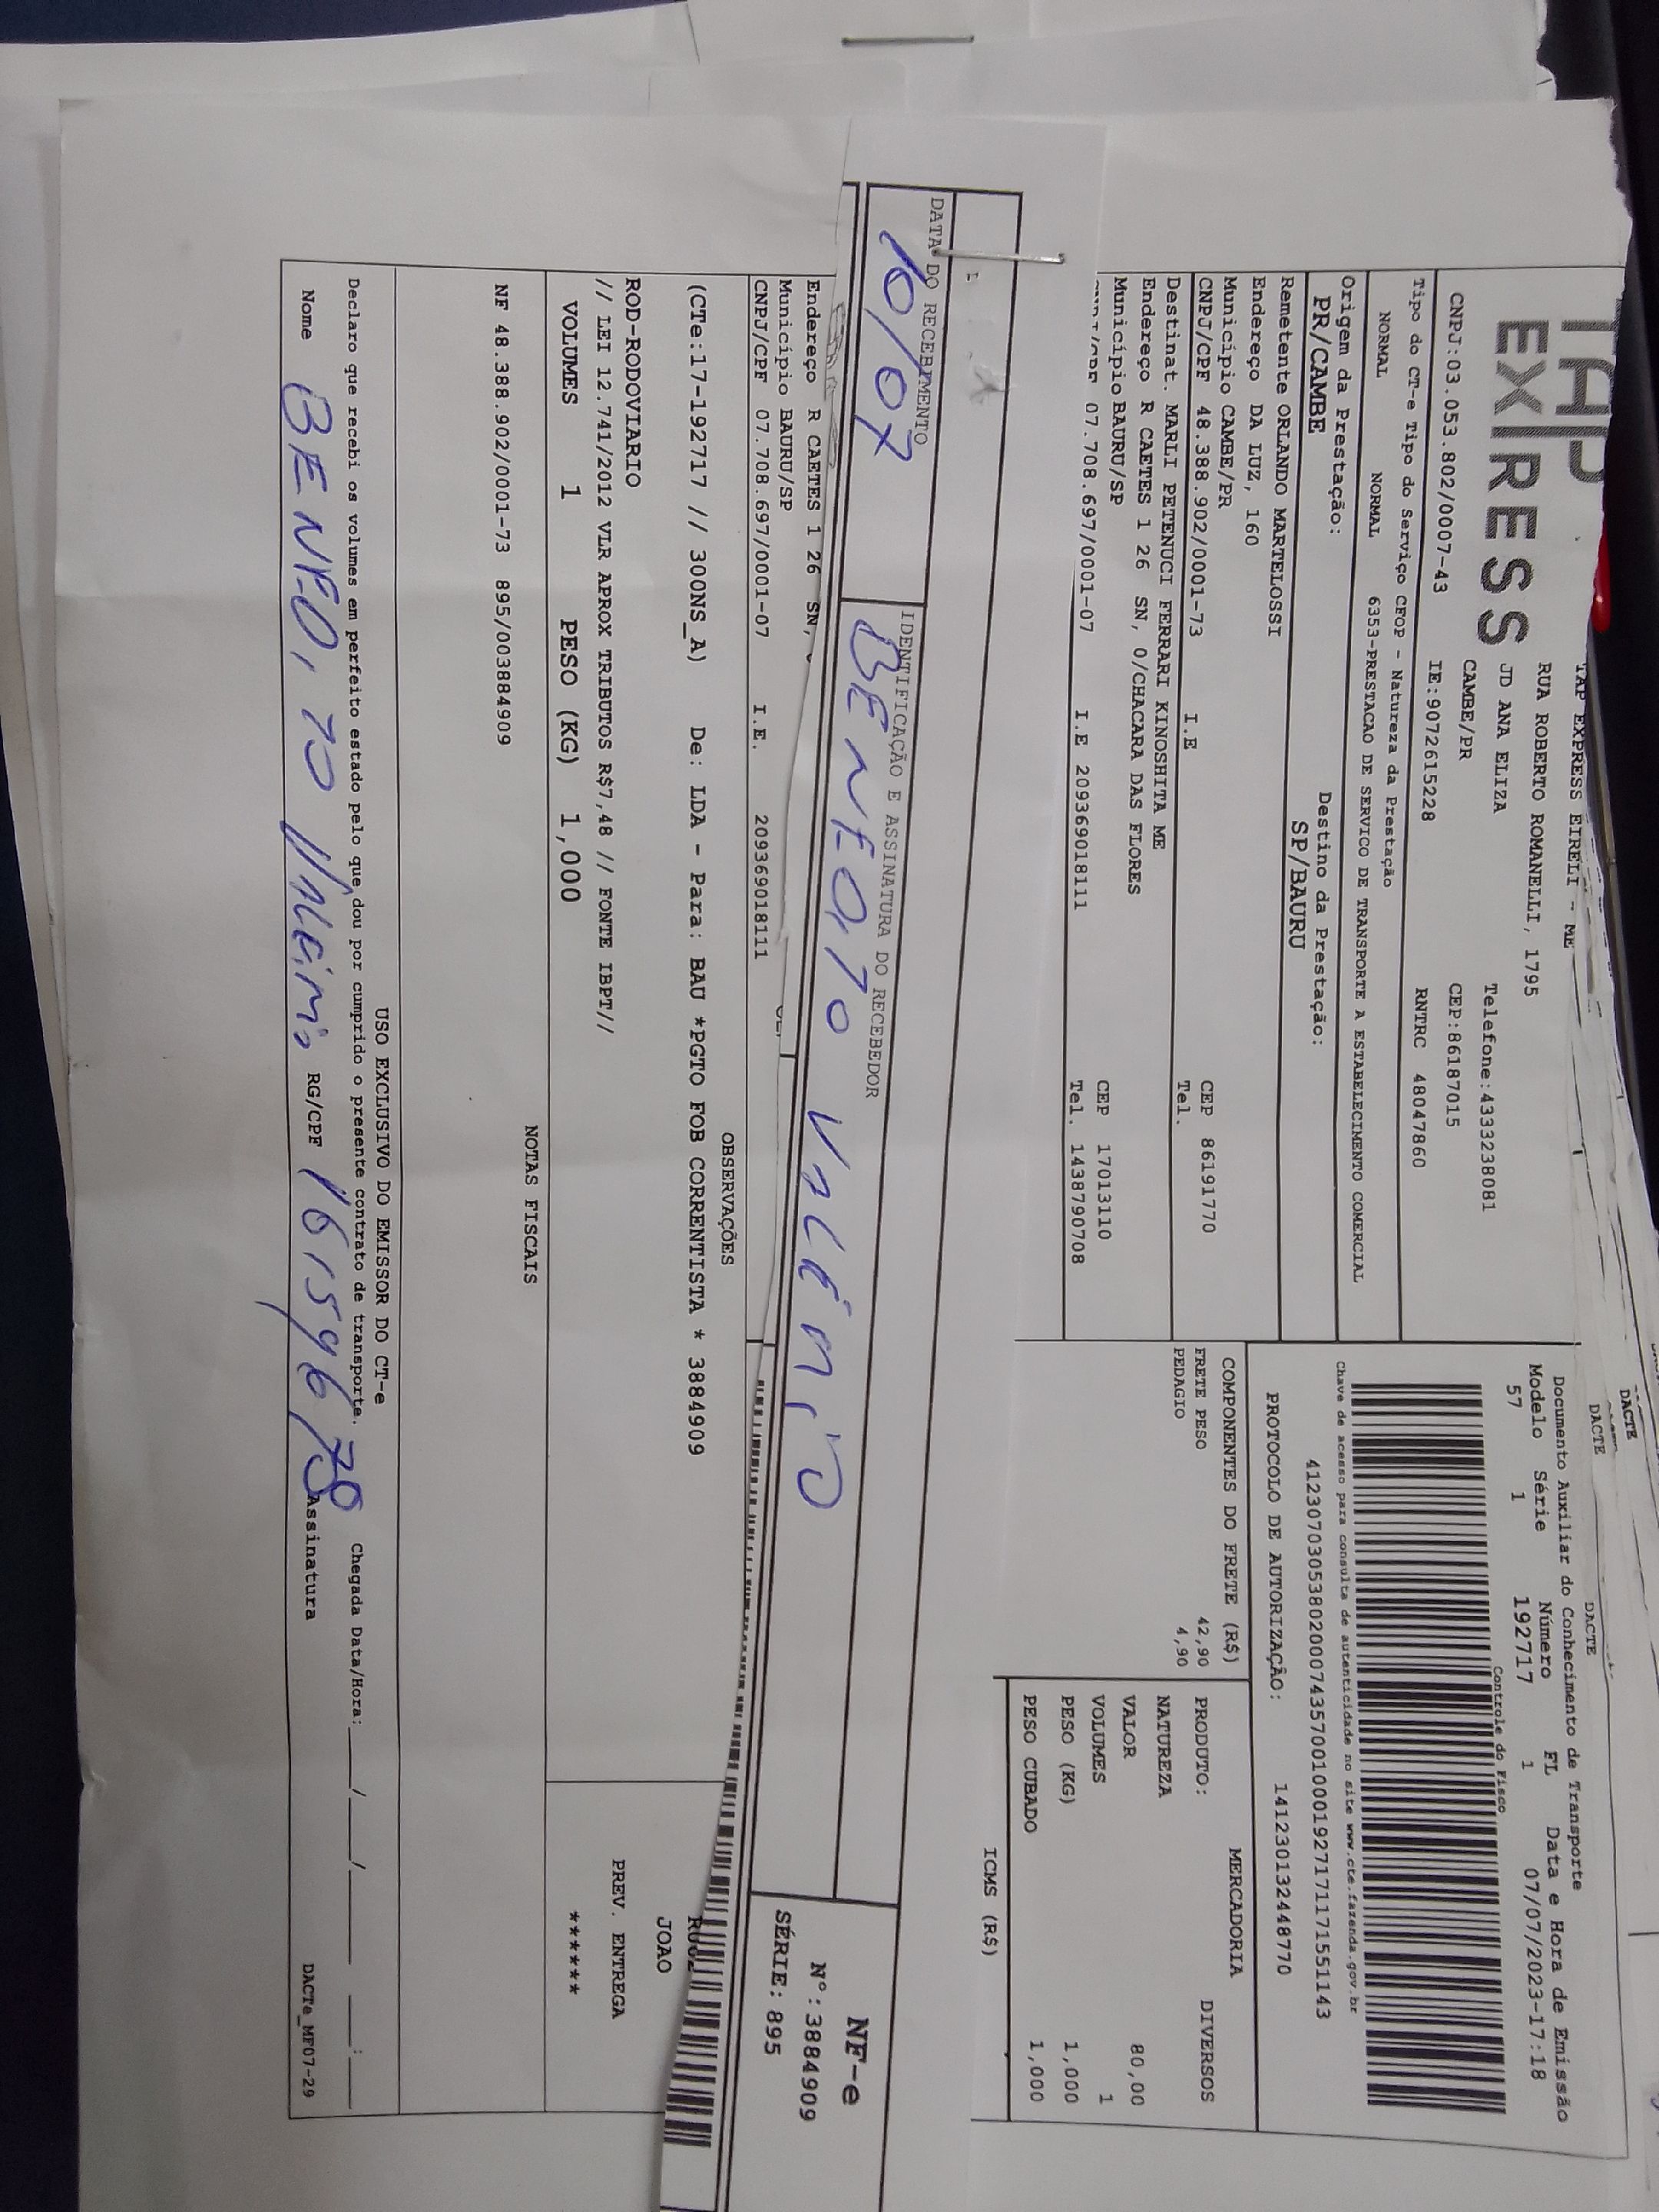 TAP
EXPRESS
TAP EXPRESS EIRELI - ME
RUA ROBERTO ROMANELLI, 1795
JD ANA ELIZA
Telefone:433323​8081
CAMBE/PR
CEP:86187015
CNPJ:03.053.802/0007-43
IE:9072615228
RNTRC 48047860
DACTE
DACTE
DACTE
Documento Auxiliar do Conhecimento de Transporte
Modelo Série Número FL Data e Hora de Emissão
57 1 192717 1 07/07/2023-17:18
Controle do Fisco
Chave de acesso para consulta de autenticidade no site www.cte.fazenda.gov.br
41230703053802000743570010001927171171551143
PROTOCOLO DE AUTORIZAÇÃO: 141230132448770
Tipo do CT-e Tipo do Serviço CFOP - Natureza da Prestação
NORMAL NORMAL 6353-PRESTACAO DE SERVICO DE TRANSPORTE A ESTABELECIMENTO COMERCIAL
Origem da Prestação: Destino da Prestação:
PR/CAMBE SP/BAURU
Remetente ORLANDO MARTELOSSI
Endereço DA LUZ, 160
Município CAMBE/PR CEP 86191770
CNPJ/CPF 48.388.902/0001-73 I.E Tel.
Destinat. MARLI PETENUCI FERRARI KINOSHITA ME
Endereço R CAETES 1 26 SN, 0/CHACARA DAS FLORES
Município BAURU/SP CEP 17013110
CNPJ/CPF 07.708.697/0001-07 I.E 209369018111 Tel. 1438790708
COMPONENTES DO FRETE (R$)
FRETE PESO 42,90
PEDAGIO 4,90
MERCADORIA
PRODUTO: DIVERSOS
NATUREZA
VALOR 80,00
VOLUMES 1
PESO (KG) 1,000
PESO CUBADO 1,000
ICMS (R$)
DATA DO RECEBIMENTO
10/07
IDENTIFICAÇÃO E ASSINATURA DO RECEBEDOR
BENEDITO VALÉRIO
NF-e
N°:3884909
SÉRIE: 895
Endereço R CAETES 1 26 SN,
Município BAURU/SP
CNPJ/CPF 07.708.697/0001-07 I.E. 209369018111
OBSERVAÇÕES
(CTe:17-192717 // 300NS_A) De: LDA - Para: BAU *PGTO FOB CORRENTISTA * 3884909
JOAO
ROD-RODOVIARIO
// LEI 12.741/2012 VLR APROX TRIBUTOS R$7,48 // FONTE IBPT//
PREV. ENTREGA
VOLUMES 1 PESO (KG) 1,000
*******
NOTAS FISCAIS
NF 48.388.902/0001-73 895/003884909
USO EXCLUSIVO DO EMISSOR DO CT-e
Declaro que recebi os volumes em perfeito estado pelo que dou por cumprido o presente contrato de transporte. Chegada Data/Hora:____/____/______ ____:____
Nome BENEDITO Valério RG/CPF Assinatura
DACTe_MF07-29